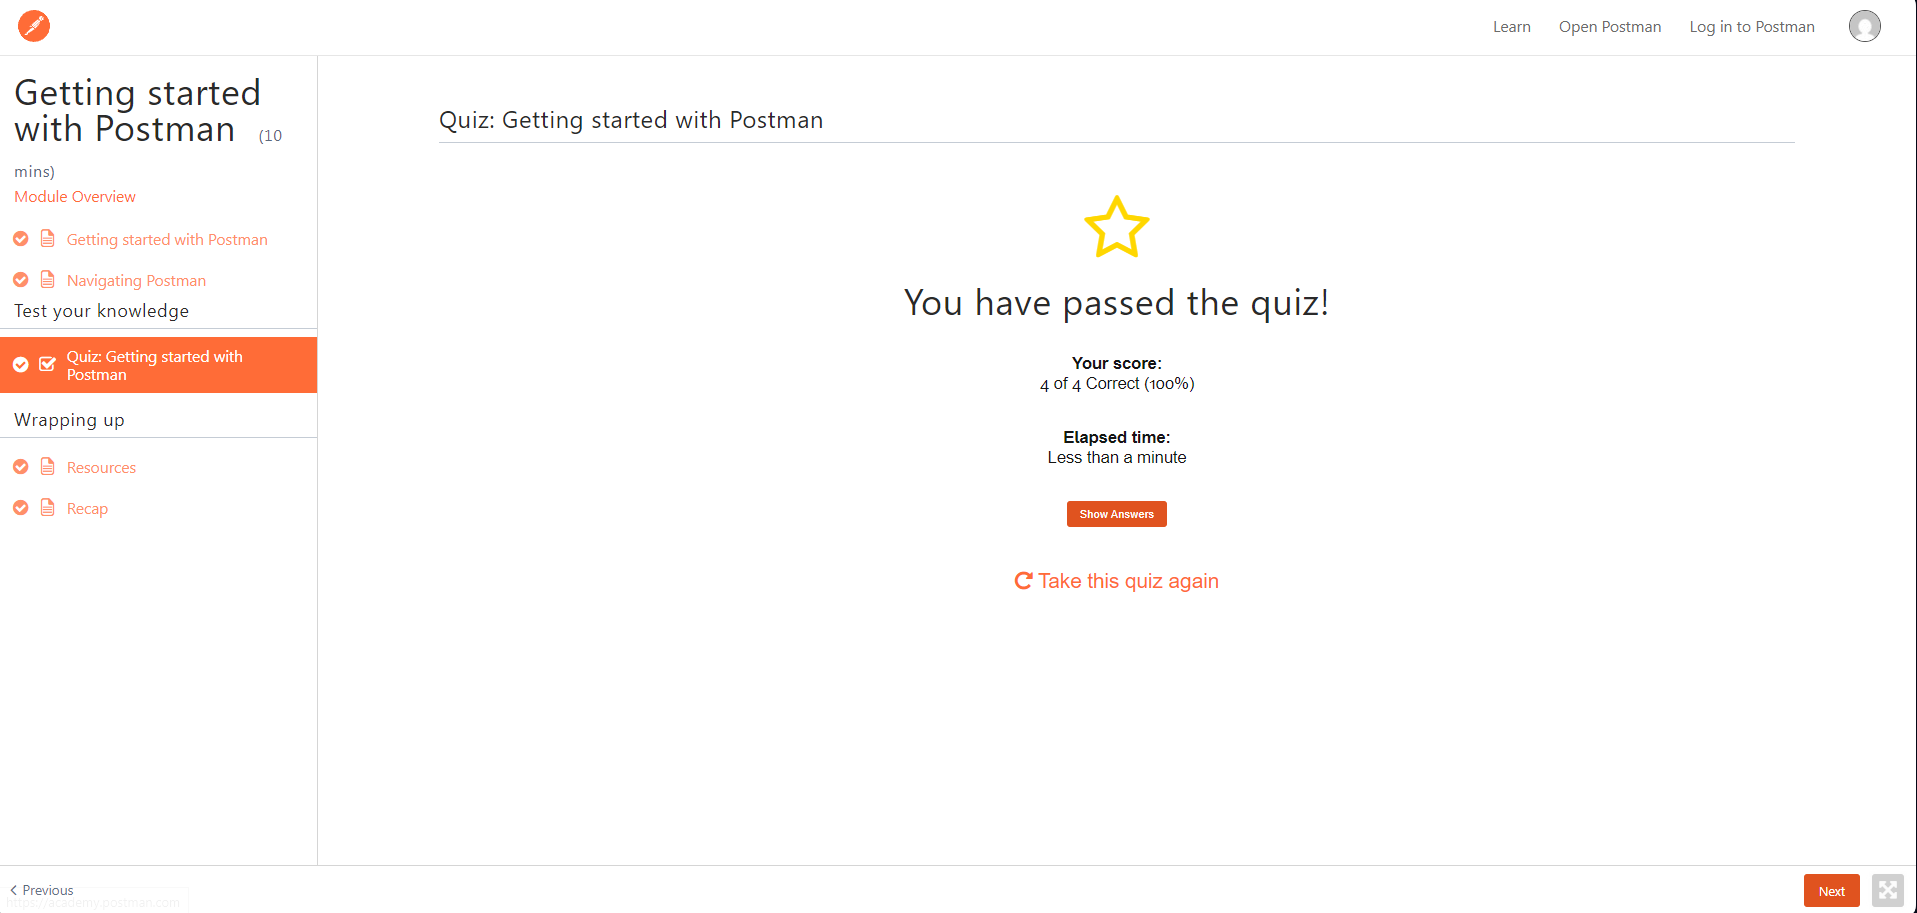 Learn
Open Postman
Log in to Postman
Getting started
with Postman (10
mins)
Module Overview
Getting started with Postman
Navigating Postman
Test your knowledge
Quiz: Getting started with
Postman
Wrapping up
Resources
Recap
Quiz: Getting started with Postman
You have passed the quiz!
Your score:
4 of 4 Correct (100%)
Elapsed time:
Less than a minute
Show Answers
Take this quiz again
Previous
https://academy.postman.com
Next